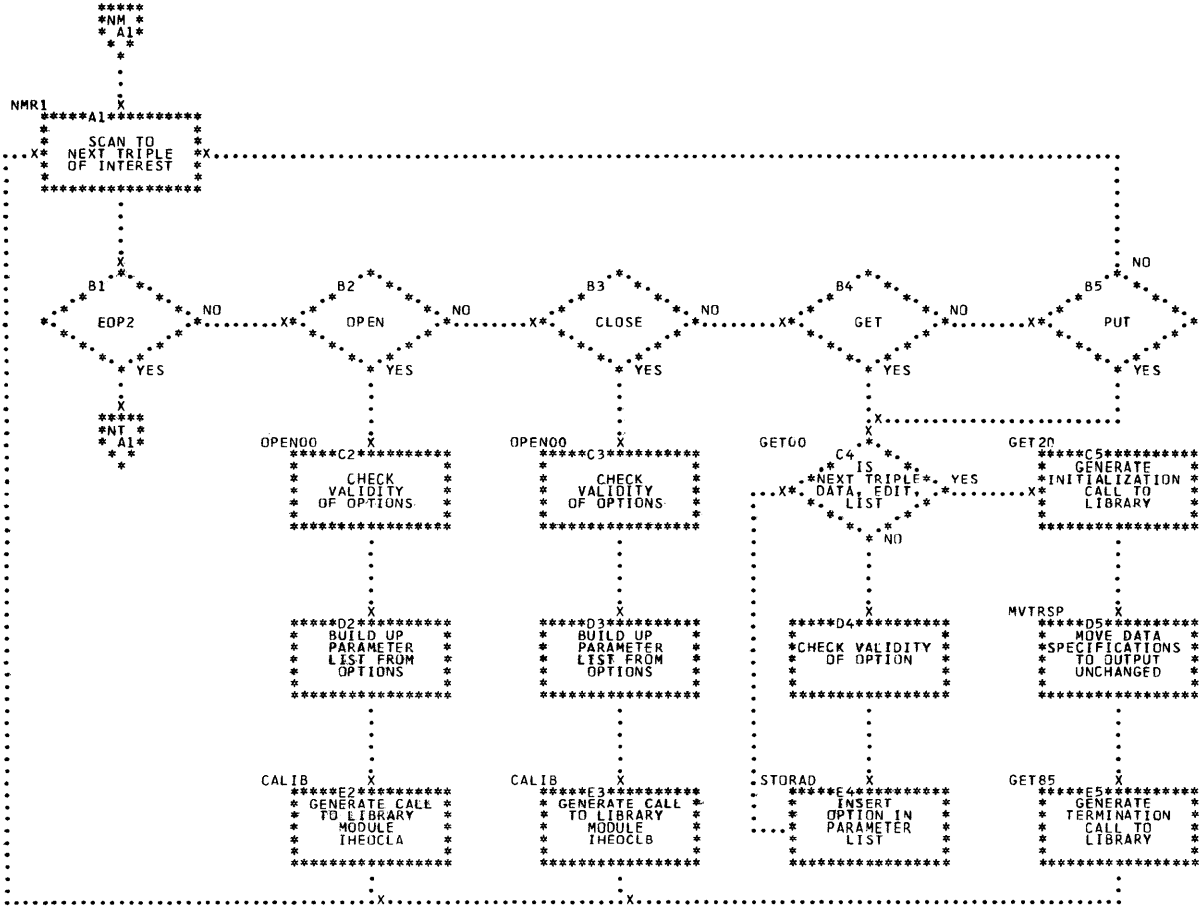 NM
A1
NMR1
A1
SCAN TO
NEXT TRIPLE
OF INTEREST
B1
EOP2
NO
YES
B2
OPEN
NO
YES
B3
CLOSE
NO
YES
B4
GET
NO
YES
B5
PUT
NO
YES
NT
A1
OPEN00
C2
CHECK
VALIDITY
OF OPTIONS
OPEN00
C3
CHECK
VALIDITY
OF OPTIONS
GET00
C4
IS
NEXT TRIPLE
DATA, EDIT,
LIST
YES
NO
GET20
C5
GENERATE
INITIALIZATION
CALL TO
LIBRARY
D2
BUILD UP
PARAMETER
LIST FROM
OPTIONS
D3
BUILD UP
PARAMETER
LIST FROM
OPTIONS
D4
CHECK VALIDITY
OF OPTION
MVTRSP
D5
MOVE DATA
SPECIFICATIONS
TO OUTPUT
UNCHANGED
CALIB
E2
GENERATE CALL
TO LIBRARY
MODULE
IHEOCLA
CALIB
E3
GENERATE CALL
TO LIBRARY
MODULE
IHEOCLB
STORAD
E4
INSERT
OPTION IN
PARAMETER
LIST
GET85
E5
GENERATE
TERMINATION
CALL TO
LIBRARY